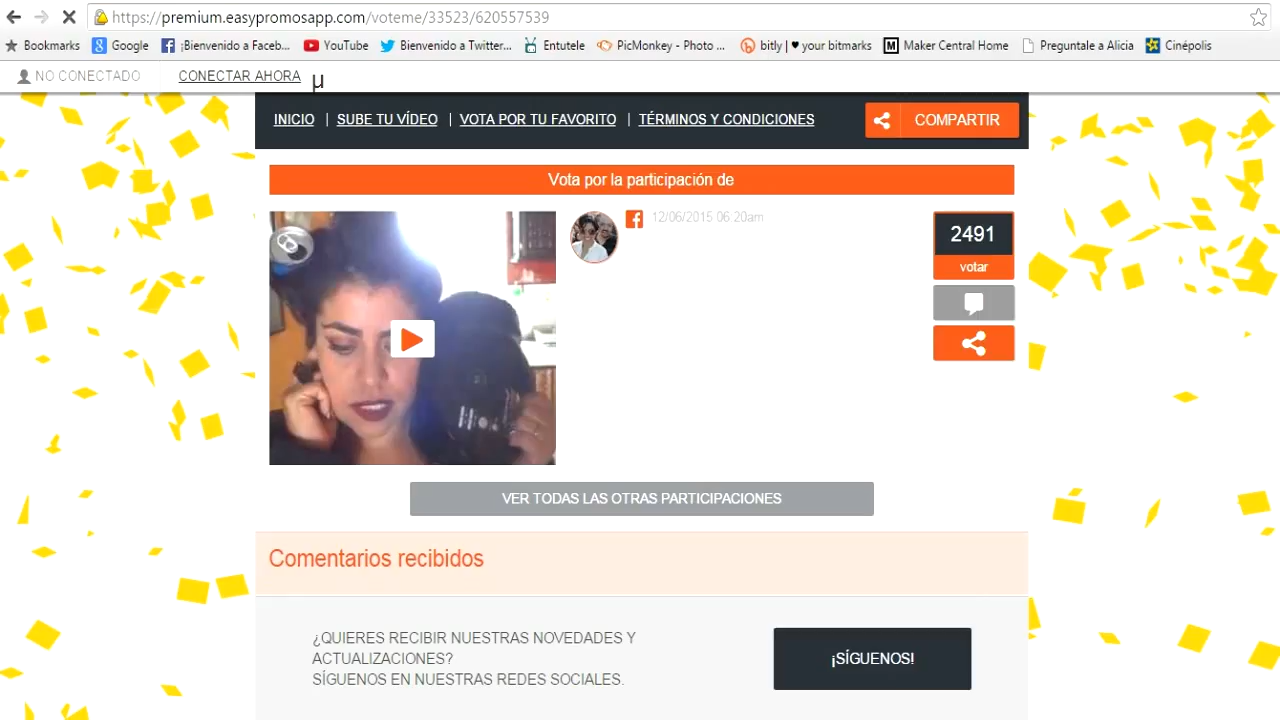 https://premium.easypromosapp.com/voteme/33523/620557539
Bookmarks Google ¡Bienvenido a Faceb... YouTube Bienvenido a Twitter... Entutele PicMonkey - Photo ... bitly | ♥ your bitmarks Maker Central Home Preguntale a Alicia Cinépolis
NO CONECTADO CONECTAR AHORA µ
INICIO | SUBE TU VÍDEO | VOTA POR TU FAVORITO | TÉRMINOS Y CONDICIONES COMPARTIR
Vota por la participación de
12/06/2015 06:20am
2491
votar
VER TODAS LAS OTRAS PARTICIPACIONES
Comentarios recibidos
¿QUIERES RECIBIR NUESTRAS NOVEDADES Y
ACTUALIZACIONES?
SÍGUENOS EN NUESTRAS REDES SOCIALES.
¡SÍGUENOS!